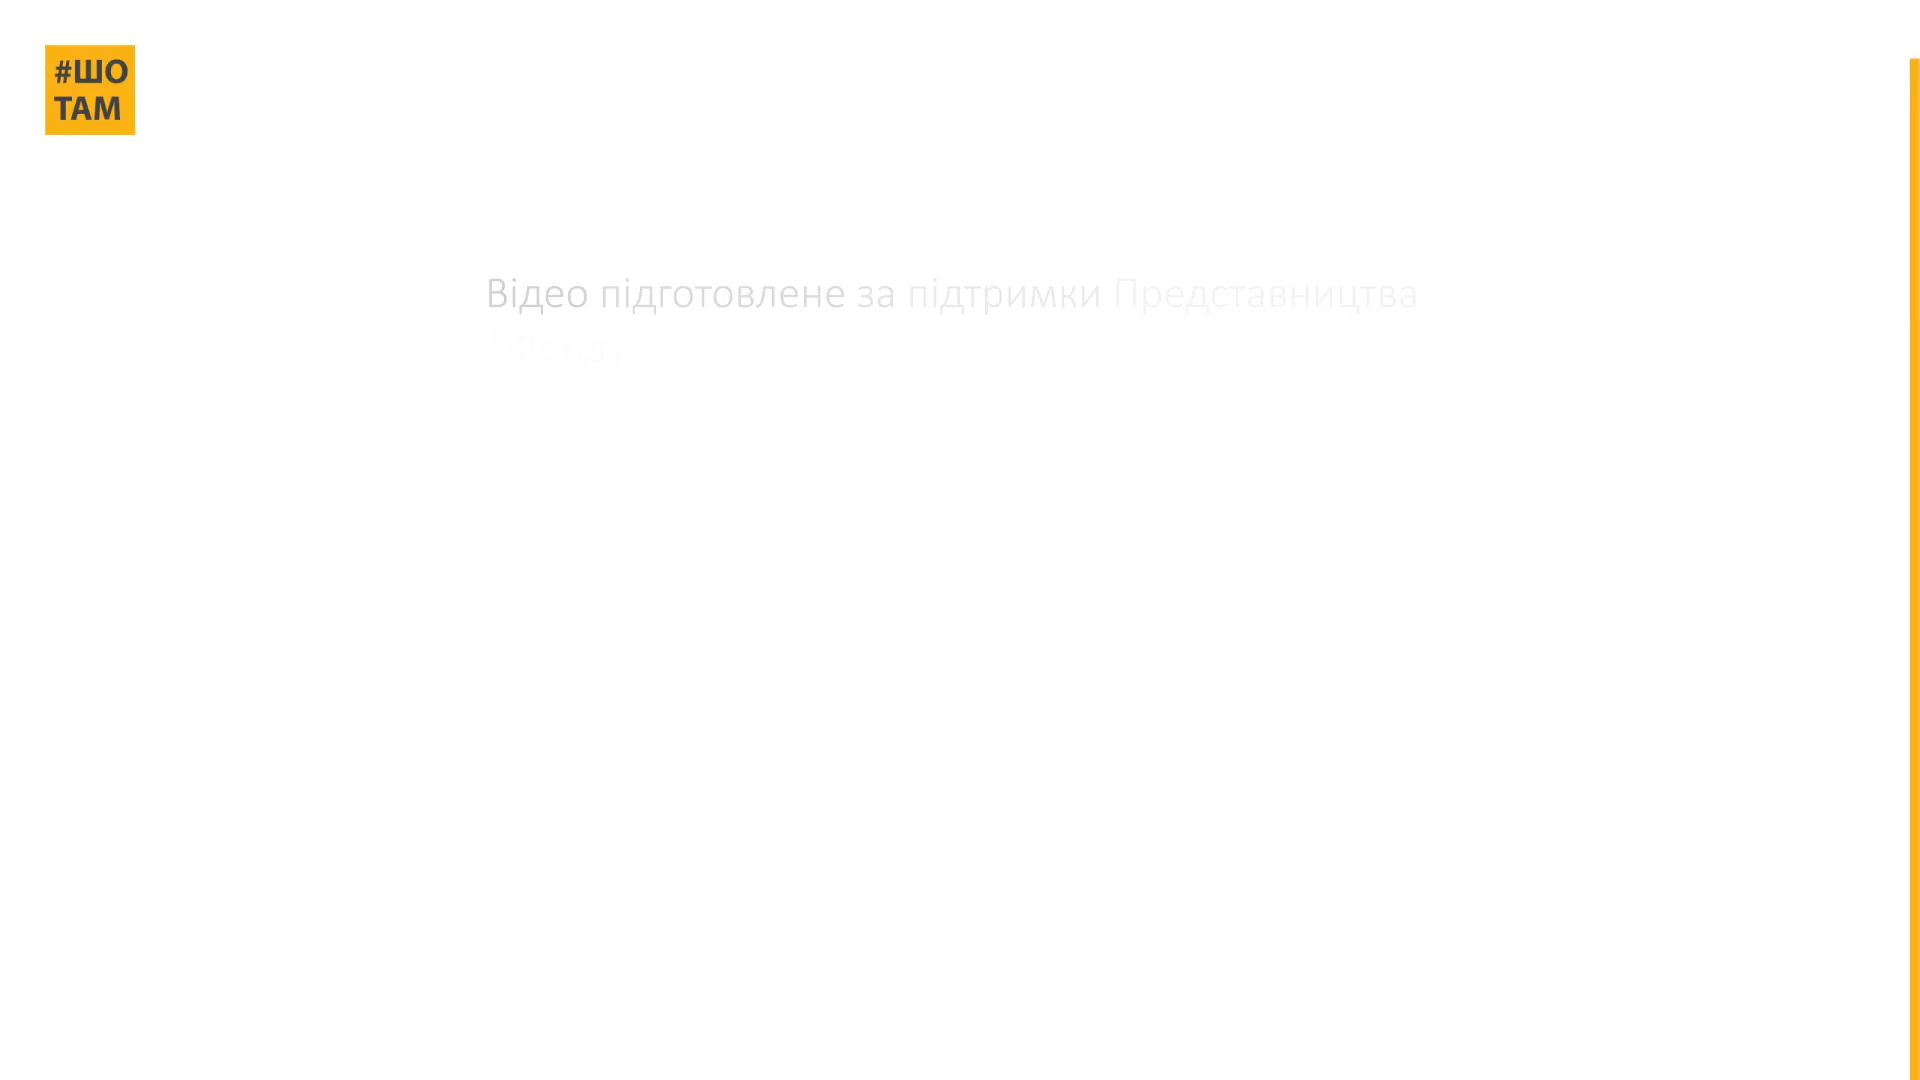 #ШО
ТАМ
Відео підготовлене за підтримки Представництва